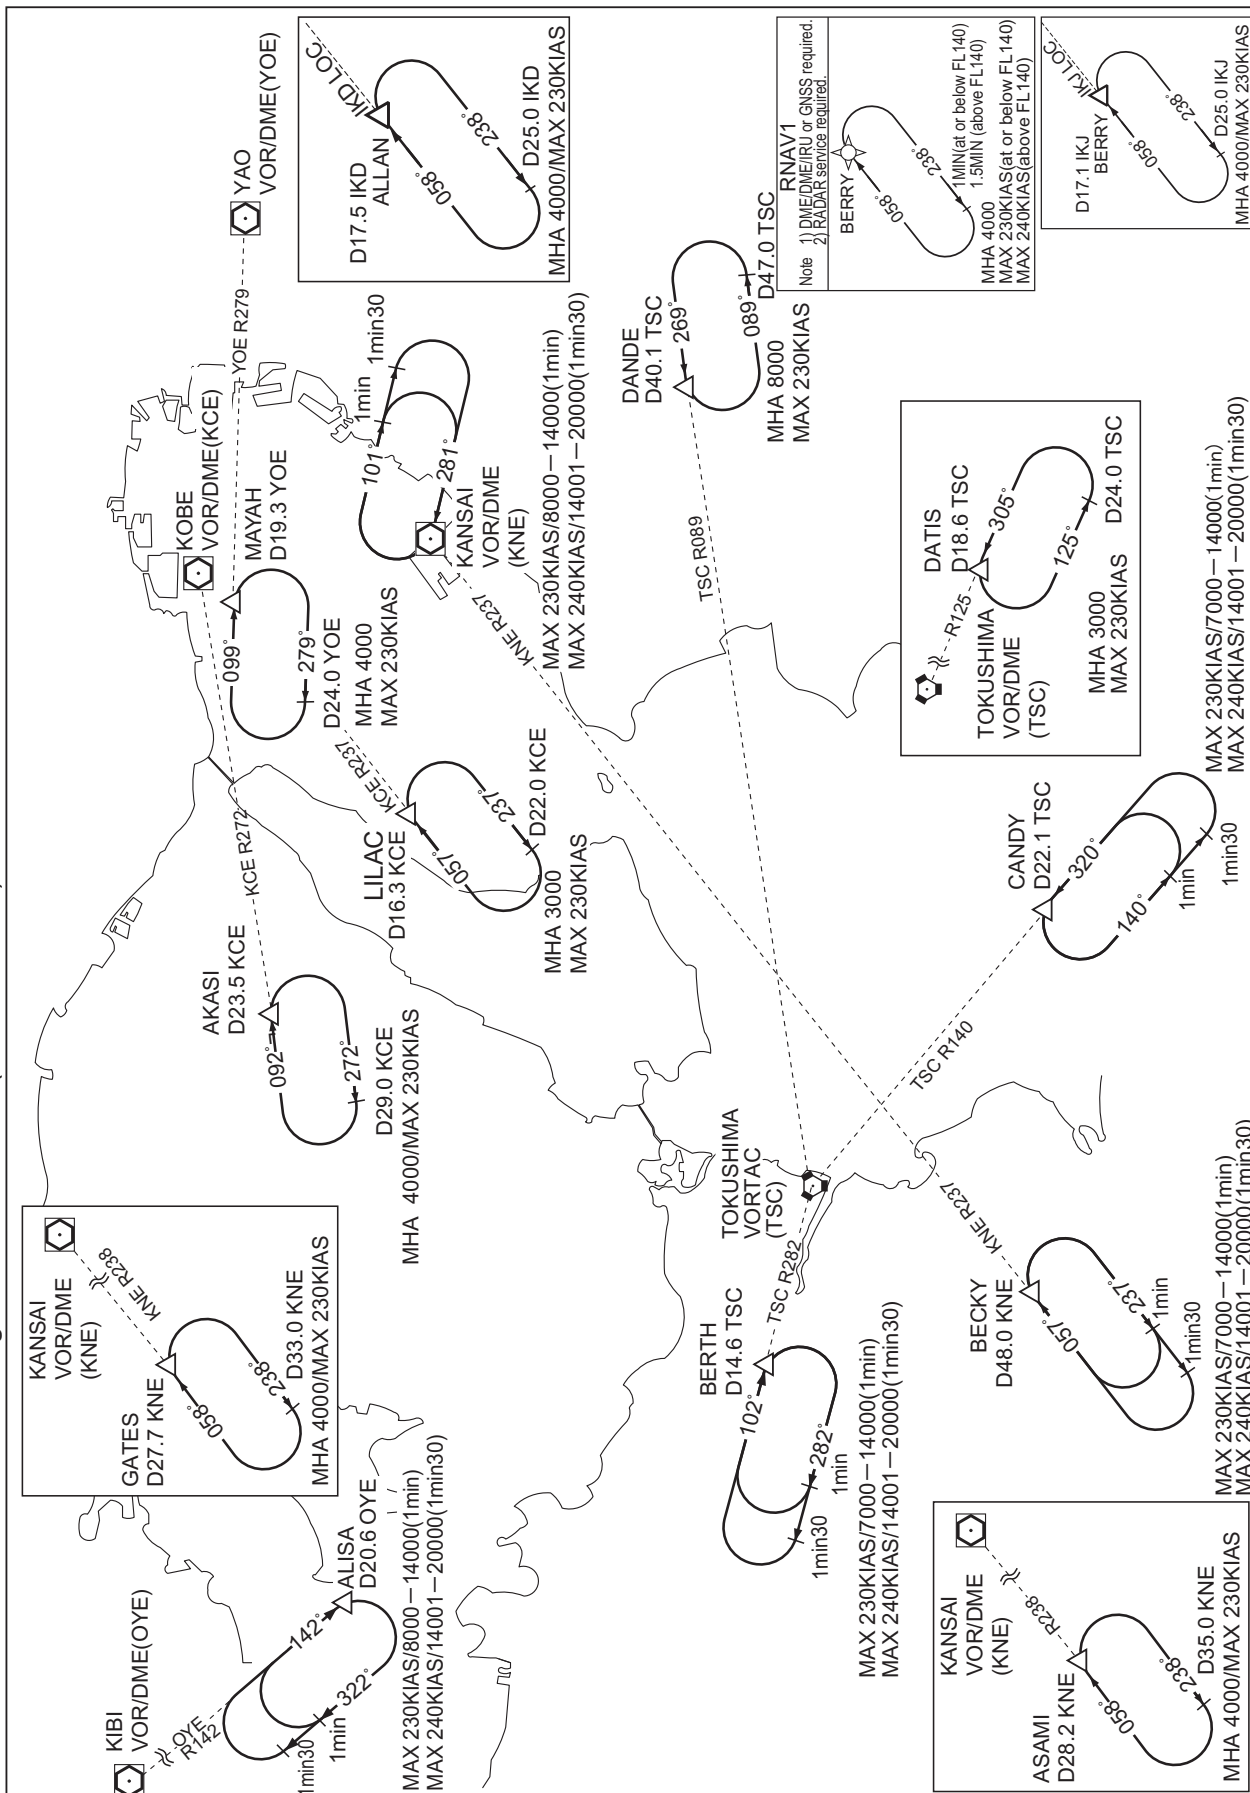 KIBI
VOR/DME(OYE)
OYE
R142
142°
322°
1min
1min30
ALISA
D20.6 OYE
MAX 230KIAS/8000－14000(1min)
MAX 240KIAS/14001－20000(1min30)
KANSAI
VOR/DME
(KNE)
KNE R238
GATES
D27.7 KNE
058°
238°
D33.0 KNE
MHA 4000/MAX 230KIAS
AKASI
D23.5 KCE
KCE R272
092°
272°
D29.0 KCE
MHA 4000/MAX 230KIAS
KOBE
VOR/DME(KCE)
MAYAH
D19.3 YOE
099°
279°
D24.0 YOE
MHA 4000
MAX 230KIAS
YOE R279
YAO
VOR/DME(YOE)
IKD LOC
D17.5 IKD
ALLAN
058°
238°
D25.0 IKD
MHA 4000/MAX 230KIAS
LILAC
D16.3 KCE
KCE R237
057°
237°
D22.0 KCE
MHA 3000
MAX 230KIAS
101°
281°
1min
1min30
KANSAI
VOR/DME
(KNE)
KNE R237
MAX 230KIAS/8000－14000(1min)
MAX 240KIAS/14001－20000(1min30)
DANDE
D40.1 TSC
269°
089°
D47.0 TSC
MHA 8000
MAX 230KIAS
TSC R089
RNAV1
Note 1) DME/DME/IRU or GNSS required.
2) RADAR service required.
BERRY
058°
238°
1MIN(at or below FL140)
1.5MIN (above FL140)
MHA 4000
MAX 230KIAS(at or below FL140)
MAX 240KIAS(above FL140)
IKJ LOC
D17.1 IKJ
BERRY
058°
238°
D25.0 IKJ
MHA 4000/MAX 230KIAS
DATIS
D18.6 TSC
R125
305°
125°
D24.0 TSC
TOKUSHIMA
VOR/DME
(TSC)
MHA 3000
MAX 230KIAS
CANDY
D22.1 TSC
320°
140°
1min
1min30
TSC R140
MAX 230KIAS/7000－14000(1min)
MAX 240KIAS/14001－20000(1min30)
TOKUSHIMA
VORTAC
(TSC)
TSC R282
BERTH
D14.6 TSC
102°
282°
1min
1min30
MAX 230KIAS/7000－14000(1min)
MAX 240KIAS/14001－20000(1min30)
KNE R237
BECKY
D48.0 KNE
057°
237°
1min
1min30
MAX 230KIAS/7000－14000(1min)
MAX 240KIAS/14001－20000(1min30)
KANSAI
VOR/DME
(KNE)
R238
ASAMI
D28.2 KNE
058°
238°
D35.0 KNE
MHA 4000/MAX 230KIAS